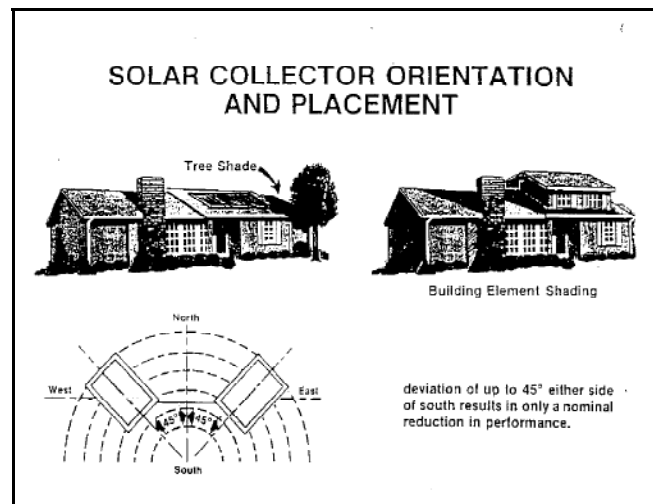 SOLAR COLLECTOR ORIENTATION
AND PLACEMENT
Tree Shade
Building Element Shading
North
West
East
45°
45°
South
deviation of up to 45° either side
of south results in only a nominal
reduction in performance.